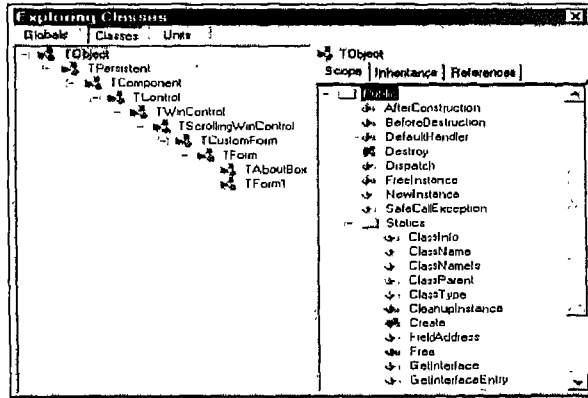 Exploring Classes
Globals Classes Units
TObject
TPersistent
TComponent
TControl
TWinControl
TScrollingWinControl
TCustomForm
TForm
TAboutBox
TForm1
TObject
Scope Inheritance References
Public
AfterConstruction
BeforeDestruction
DefaultHandler
Destroy
Dispatch
FreeInstance
NewInstance
SafeCallException
Statics
ClassInfo
ClassName
ClassNameIs
ClassParent
ClassType
CleanupInstance
Create
FieldAddress
Free
GetInterface
GetInterfaceEntry